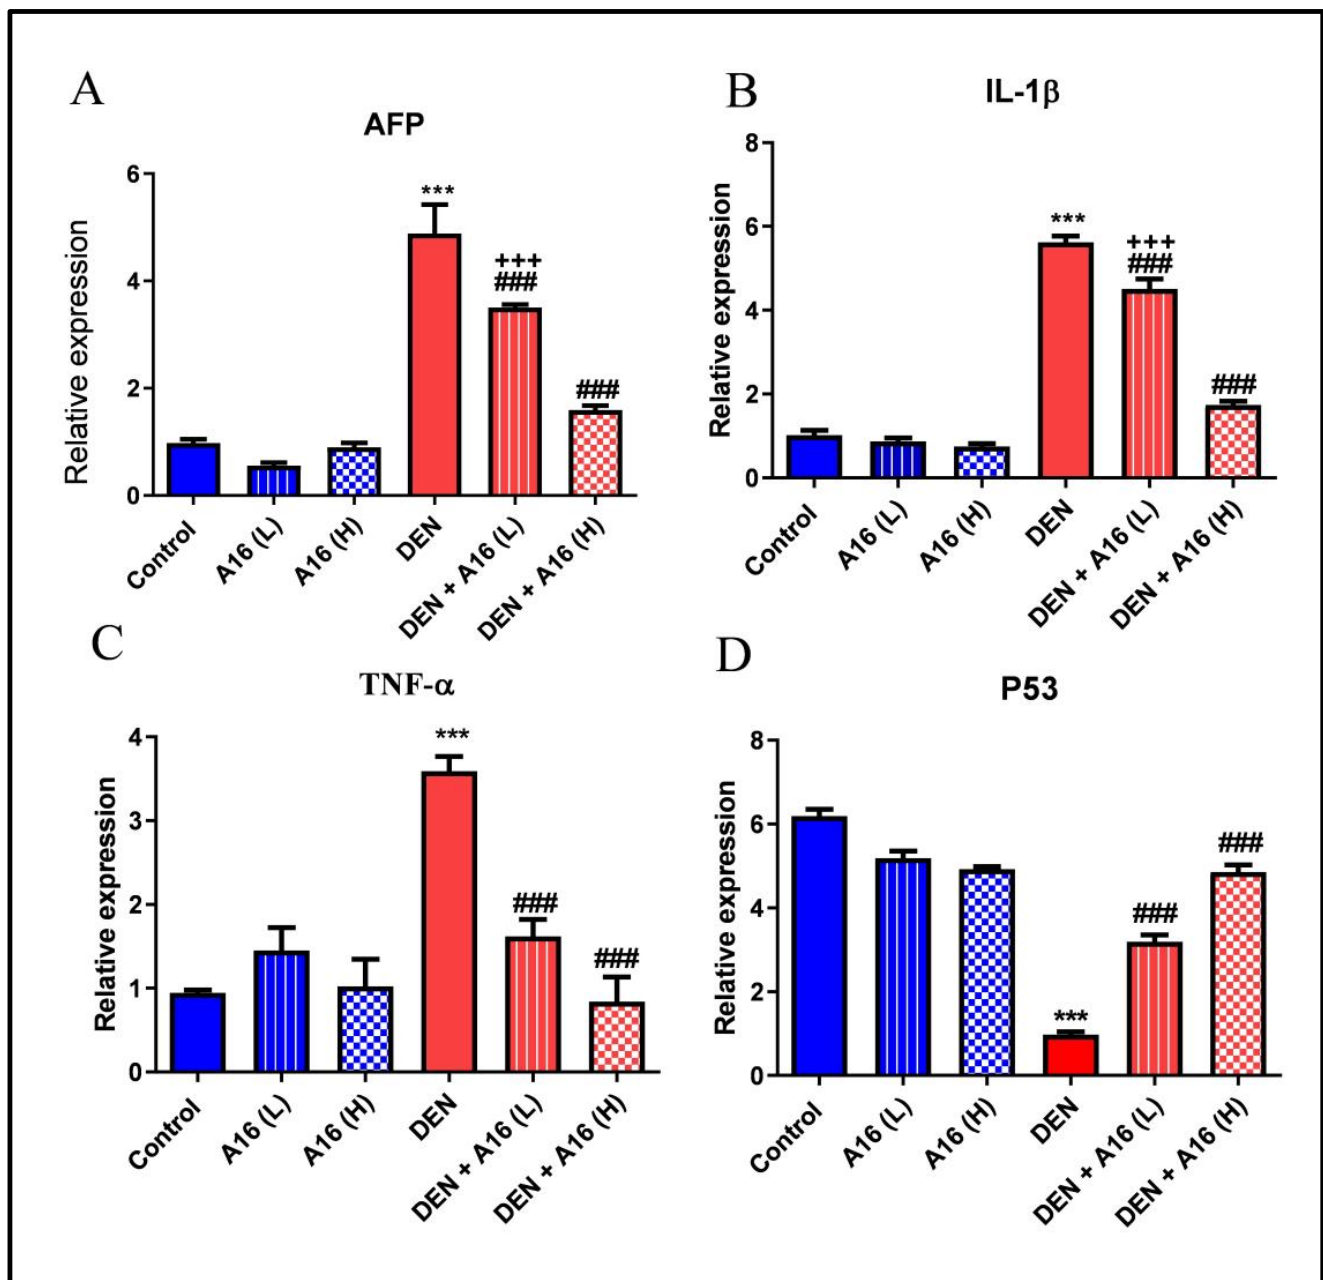 A
AFP
Relative expression
6
4
2
0
***
+++
###
###
Control
A16 (L)
A16 (H)
DEN
DEN + A16 (L)
DEN + A16 (H)
B
IL-1β
Relative expression
8
6
4
2
0
***
+++
###
###
Control
A16 (L)
A16 (H)
DEN
DEN + A16 (L)
DEN + A16 (H)
C
TNF-α
Relative expression
4
3
2
1
0
***
###
###
Control
A16 (L)
A16 (H)
DEN
DEN + A16 (L)
DEN + A16 (H)
D
P53
Relative expression
8
6
4
2
0
***
###
###
Control
A16 (L)
A16 (H)
DEN
DEN + A16 (L)
DEN + A16 (H)